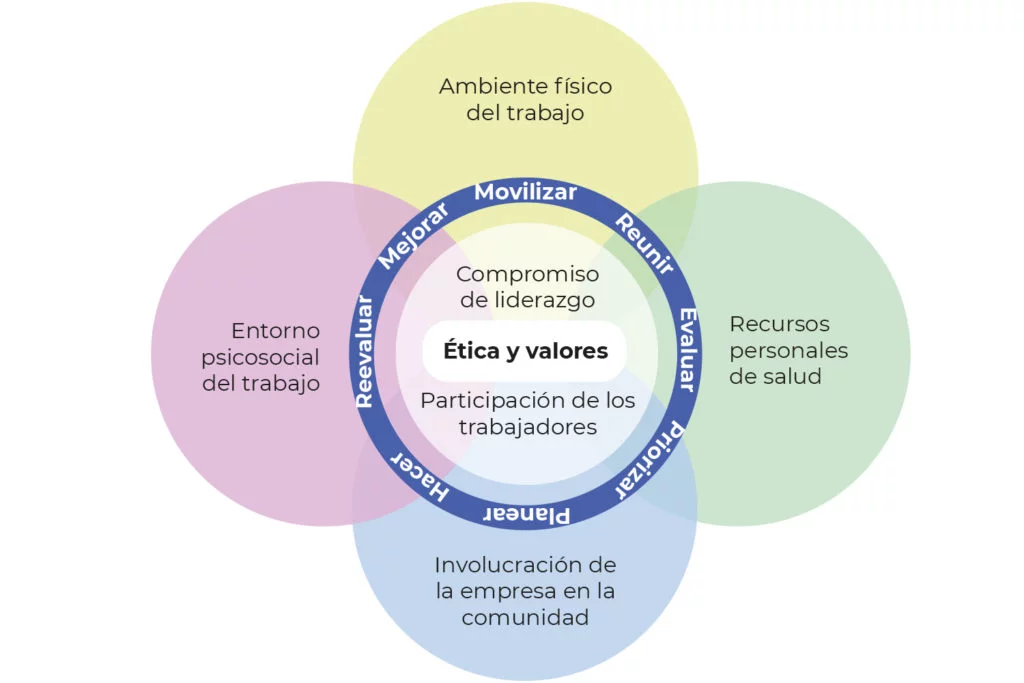 Ambiente físico
del trabajo
Movilizar
Reunir
Evaluar
Priorizar
Planear
Hacer
Reevaluar
Mejorar
Compromiso
de liderazgo
Ética y valores
Participación de los
trabajadores
Entorno
psicosocial
del trabajo
Recursos
personales
de salud
Involucración de
la empresa en la
comunidad